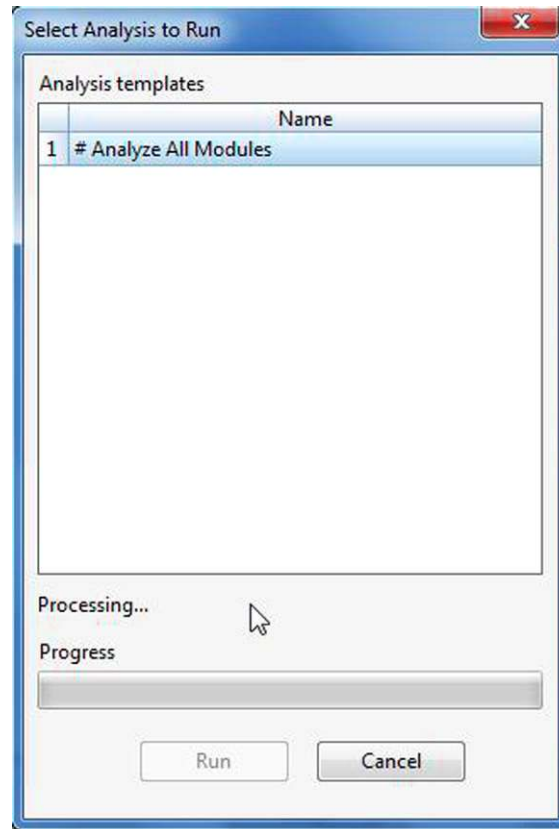 Select Analysis to Run
Analysis templates
Name
1 # Analyze All Modules
Processing...
Progress
Run Cancel